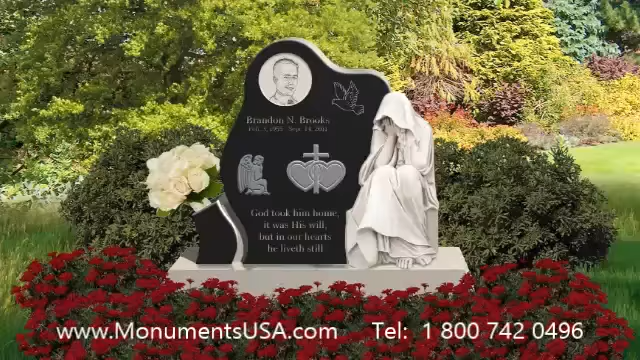 Brandon N. Brooks
God took him home,
it was His will,
but in our hearts
he liveth still
www.MonumentsUSA.com Tel: 1 800 742 0496